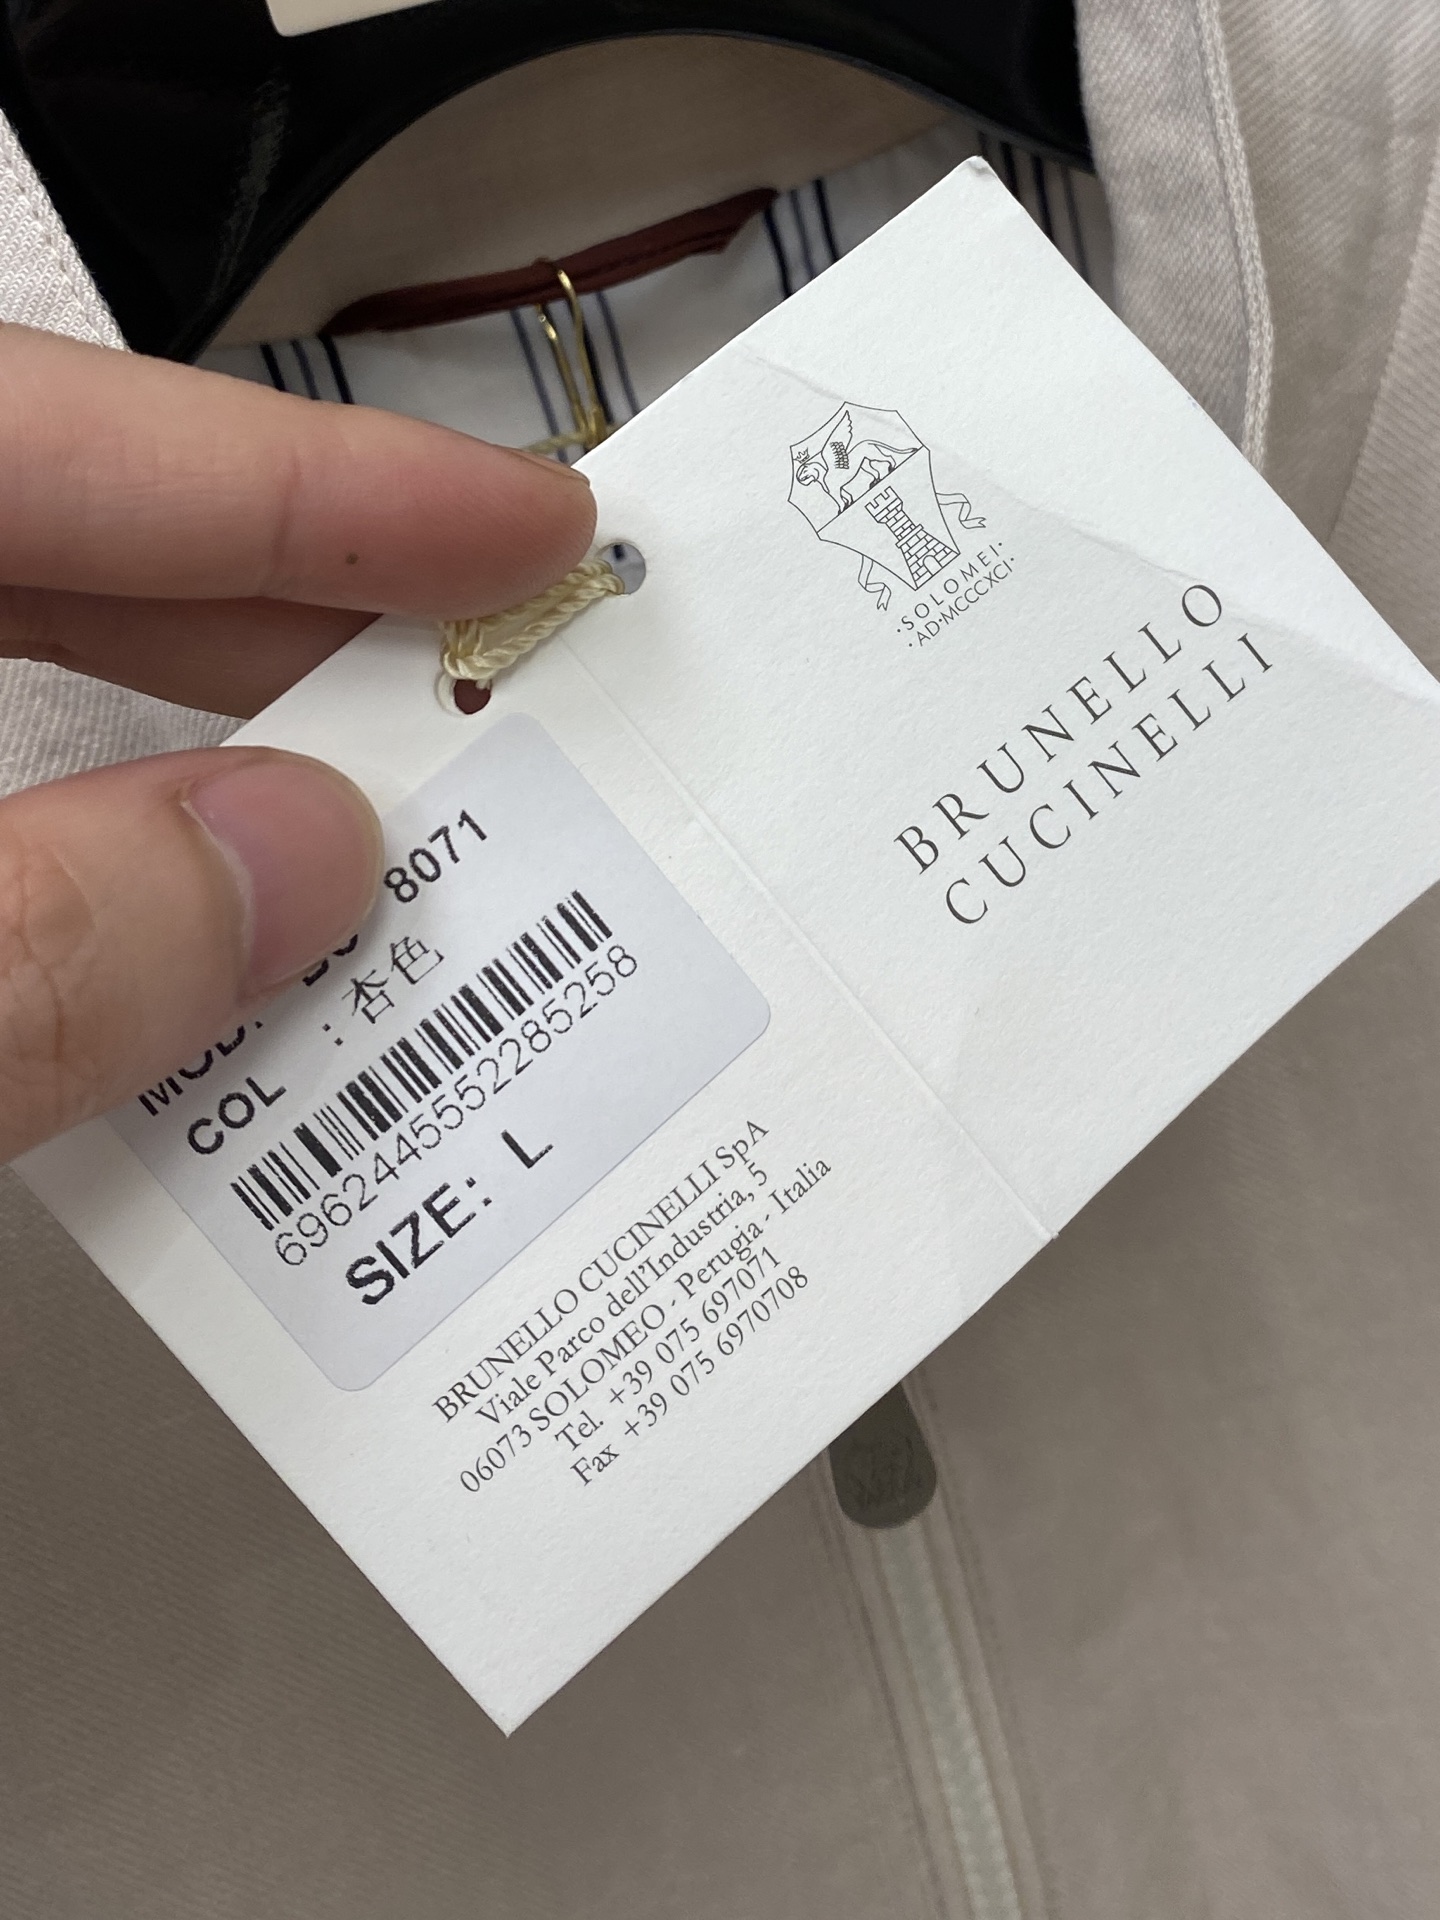 ·SOLOMEI·
·AD·MCCCXCI·
BRUNELLO
CUCINELLI
8071
COL : 杏色
6962445552285258
SIZE: L
BRUNELLO CUCINELLI SpA
Viale Parco dell'Industria, 5
06073 SOLOMEO - Perugia - Italia
Tel. +39 075 697071
Fax +39 075 6970708